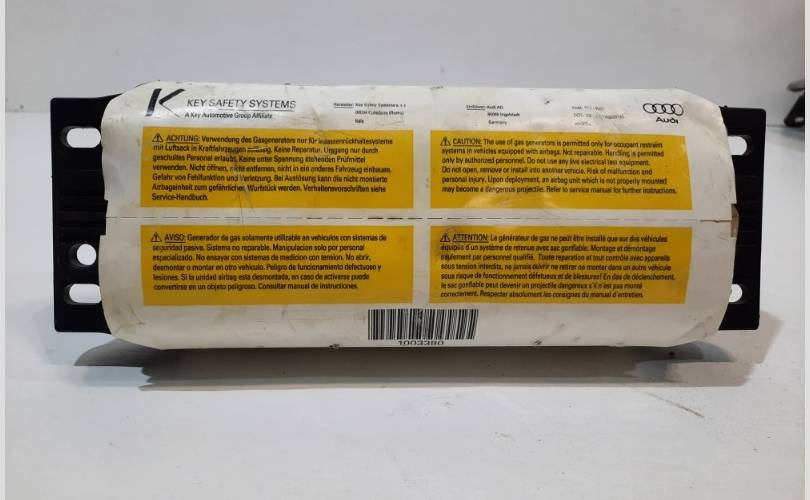 K KEY SAFETY SYSTEMS
A Key Automotive Group Affiliate
Hersteller: Key Safety Systems s.r.l
Italy
Audi AG
Germany
Audi
ACHTUNG: Verwendung des Gasgenerators nur für Insassenrückhaltesysteme
mit Luftsack in Kraftfahrzeugen zulässig. Keine Reparatur. Umgang nur durch
geschultes Personal erlaubt. Keine unter Spannung stehenden Prüfmittel
verwenden. Nicht öffnen, nicht entfernen, nicht in ein anderes Fahrzeug einbauen.
Gefahr von Fehlfunktion und Verletzung. Bei Auslösung kann die nicht montierte
Airbageinheit zum gefährlichen Wurfstück werden. Verhaltensvorschriften siehe
Service-Handbuch.
CAUTION: The use of gas generators is permitted only for occupant restraint
systems in vehicles equipped with airbags. Not repairable. Handling is permitted
only by authorized personnel. Do not use any live electrical test equipment.
Do not open, remove or install into another vehicle. Risk of malfunction and
personal injury. Upon deployment, an airbag unit which is not properly mounted
may become a dangerous projectile. Refer to service manual for further instructions.
AVISO: Generador de gas solamente utilizable en vehículos con sistemas de
seguridad pasiva. Sistema no reparable. Manipulacion solo por personal
especializado. No ensayar con sistemas de medicion con tension. No abrir,
desmontar o montar en otro vehículo. Peligro de funcionamiento defectuoso y
lesiones. Si la unidad airbag esta desmontada, en caso de activarse puede
convertirse en un objeto peligroso. Consultar manual de instrucciones.
ATTENTION: Le générateur de gaz ne peut être installé que sur des véhicules
équipés d'un système de retenue avec sac gonflable. Montage et démontage
seulement par personnel qualifié. Toute reparation et tout contrôle avec appareils
sous tension interdits, ne jamais ouvrir ne retirer ne monter dans un autre véhicule
sous risque de fonctionnement défectueux et de blessures! En cas de déclenchement,
le sac gonflable peut devenir un projectile dangereux s'il n'est pas monté
correctement. Respecter absolument les consignes du manuel d'entretien.
1003380